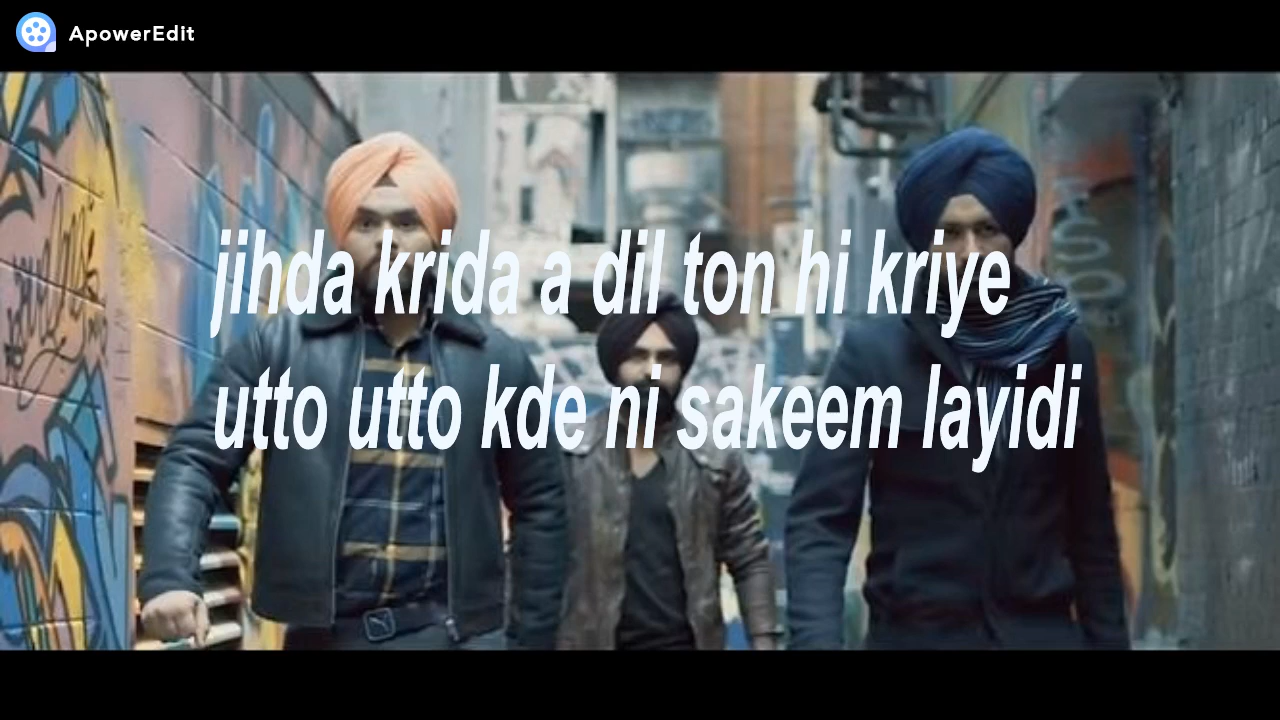 ApowerEdit
jihda krida a dil ton hi kriye
utto utto kde ni sakeem layidi